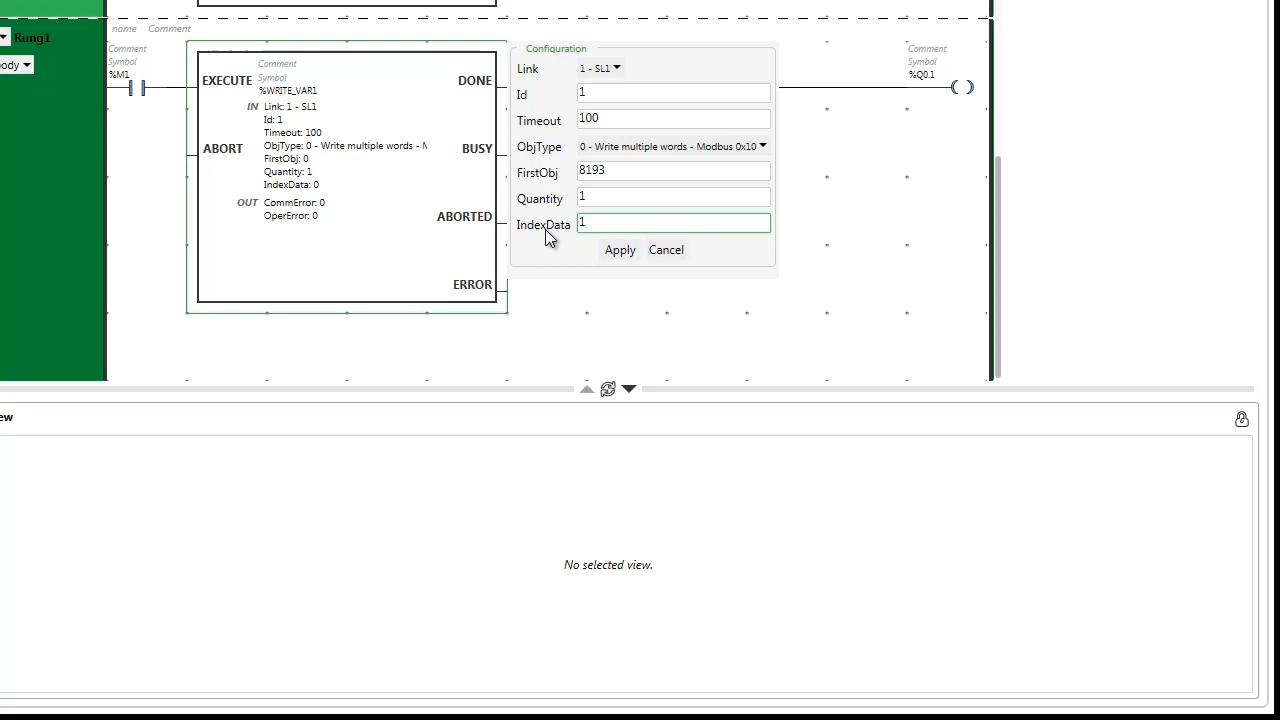 name Comment
Rung1
Comment
Symbol
%M1
ody
Comment
Symbol
%WRITE_VAR1
EXECUTE
DONE
IN Link: 1 - SL1
Id: 1
Timeout: 100
ObjType: 0 - Write multiple words - M
FirstObj: 0
Quantity: 1
IndexData: 0
ABORT
BUSY
OUT CommError: 0
OperError: 0
ABORTED
ERROR
Configuration
Link 1 - SL1
Id 1
Timeout 100
ObjType 0 - Write multiple words - Modbus 0x10
FirstObj 8193
Quantity 1
IndexData 1
Apply Cancel
Comment
Symbol
%Q0.1
ew
No selected view.